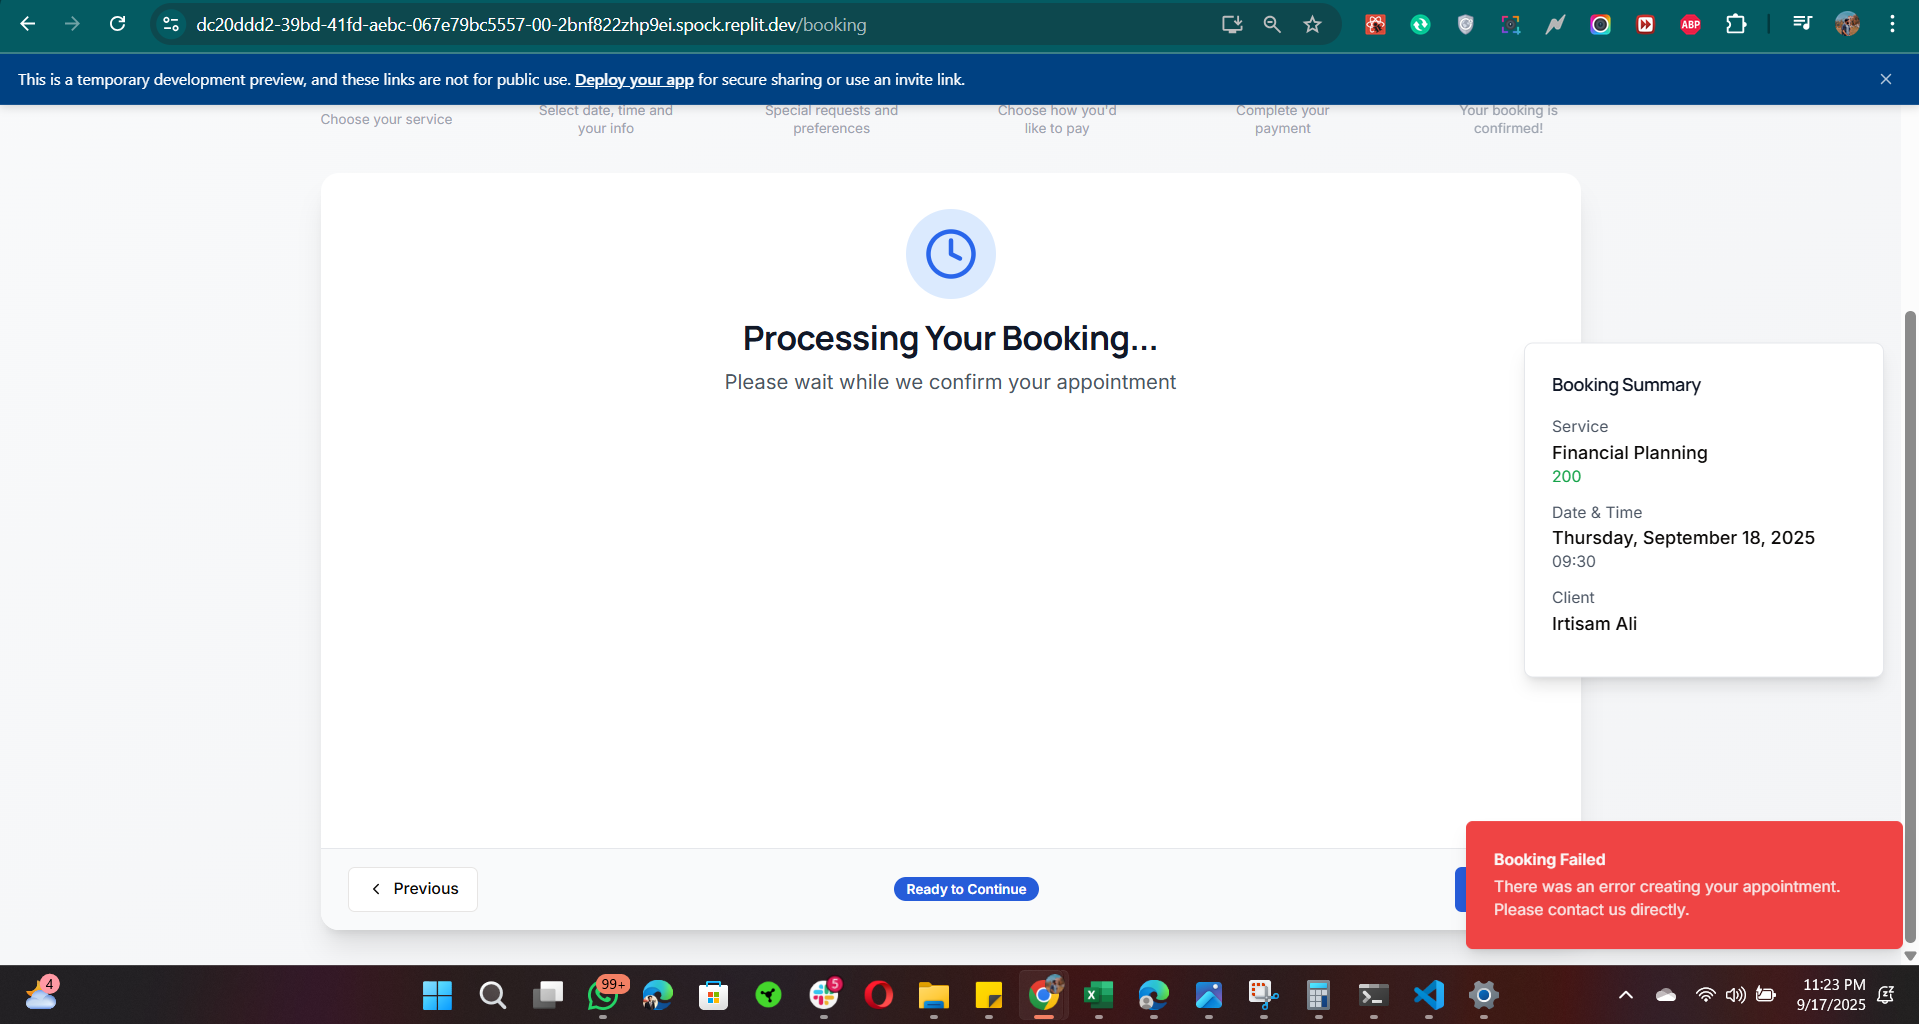 dc20ddd2-39bd-41fd-aebc-067e79bc5557-00-2bnf822zhp9ei.spock.replit.dev/booking
ABP
This is a temporary development preview, and these links are not for public use. Deploy your app for secure sharing or use an invite link.
Choose your service
Select date, time and
your info
Special requests and
preferences
Choose how you'd
like to pay
Complete your
payment
Your booking is
confirmed!
Processing Your Booking...
Please wait while we confirm your appointment
Booking Summary
Service
Financial Planning
200
Date & Time
Thursday, September 18, 2025
09:30
Client
Irtisam Ali
Previous
Ready to Continue
Booking Failed
There was an error creating your appointment.
Please contact us directly.
4
99+
5
11:23 PM
9/17/2025